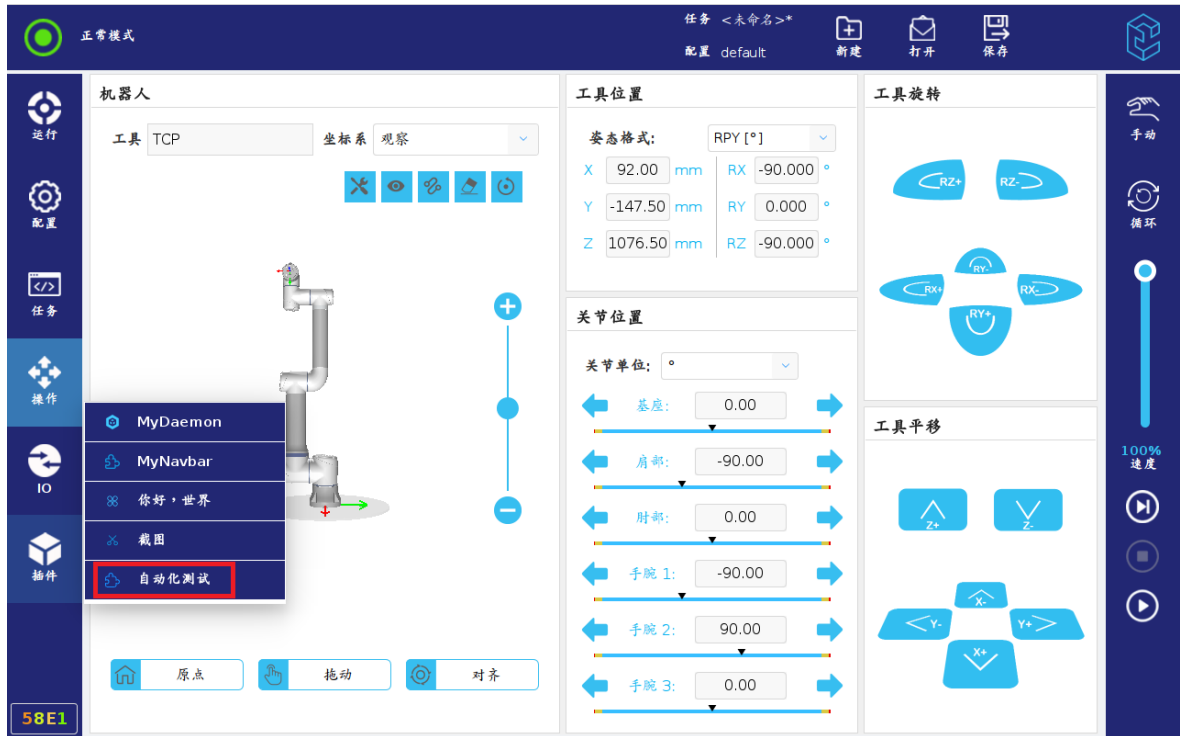 正常模式
任务 <未命名>*
配置 default
新建
打开
保存
运行
配置
任务
操作
IO
插件
58E1
机器人
工具 TCP
坐标系 观察
MyDaemon
MyNavbar
你好，世界
截图
自动化测试
原点
拖动
对齐
工具位置
姿态格式: RPY [°]
X 92.00 mm RX -90.000 °
Y -147.50 mm RY 0.000 °
Z 1076.50 mm RZ -90.000 °
关节位置
关节单位: °
基座: 0.00
肩部: -90.00
肘部: 0.00
手腕 1: -90.00
手腕 2: 90.00
手腕 3: 0.00
工具旋转
RZ+ RZ-
RY-
RX+ RX-
RY+
工具平移
Z+ Z-
X-
Y- Y+
X+
手动
循环
100%
速度